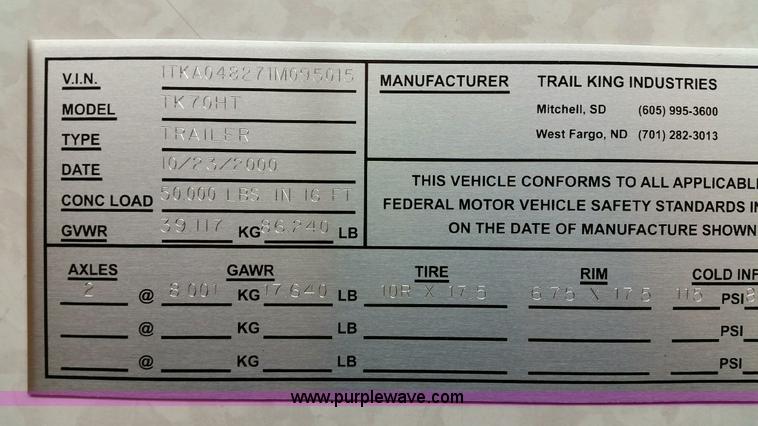 V.I.N. 1TKA048271M095015
MODEL TK70HT
TYPE TRAILER
DATE 10/23/2000
CONC LOAD 50,000 LBS. IN 16 FT
GVWR 39,117 KG 86,240 LB
MANUFACTURER TRAIL KING INDUSTRIES
Mitchell, SD (605) 995-3600
West Fargo, ND (701) 282-3013
THIS VEHICLE CONFORMS TO ALL APPLICABL
FEDERAL MOTOR VEHICLE SAFETY STANDARDS IN
ON THE DATE OF MANUFACTURE SHOWN
AXLES GAWR TIRE RIM COLD INF
2 @ 8,001 KG 17,640 LB 10R X 17.5 6.75 X 17.5 115 PSI 8
@ KG LB PSI
@ KG LB PSI
www.purplewave.com